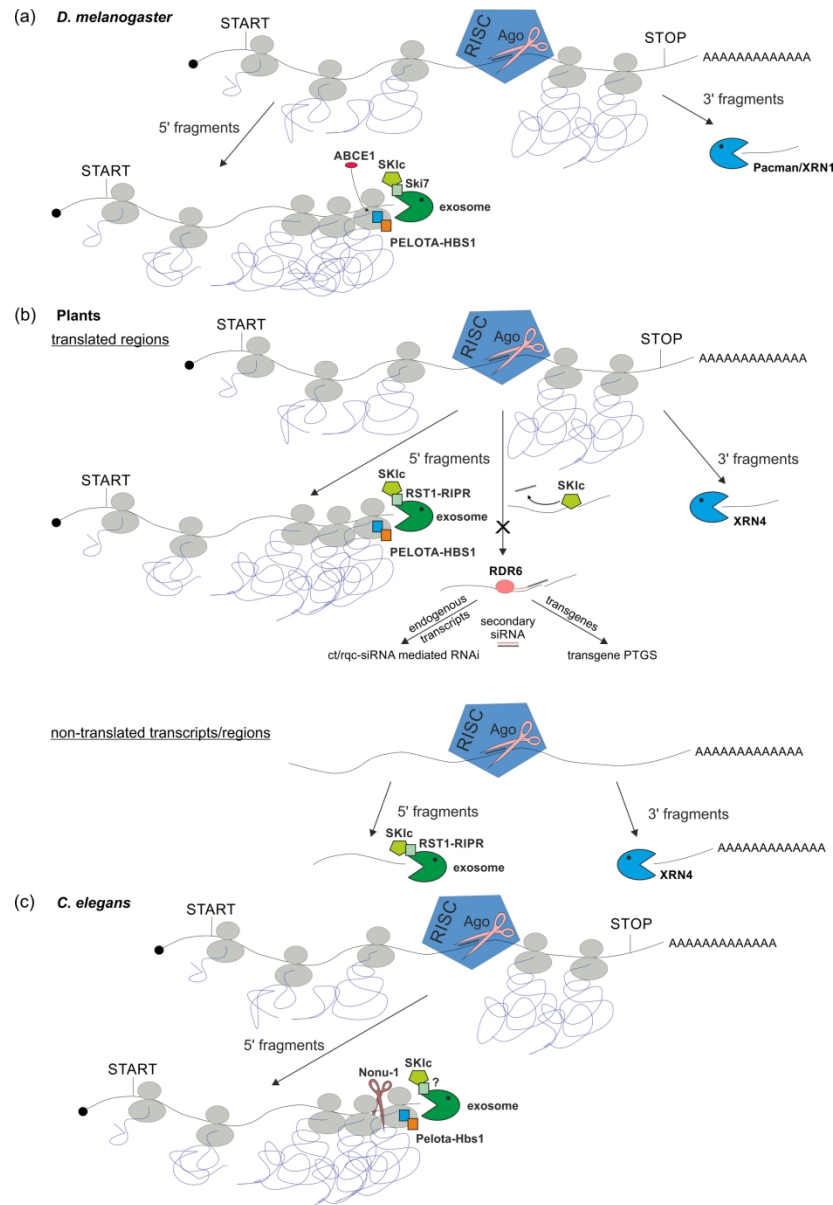 (a) D. melanogaster
START
RISC
Ago
STOP
AAAAAAAAAAAAA
5' fragments
3' fragments
Pacman/XRN1
START
ABCE1
SKIc
Ski7
exosome
PELOTA-HBS1
(b) Plants
translated regions
START
RISC
Ago
STOP
AAAAAAAAAAAAA
5' fragments
3' fragments
START
SKIc
RST1-RIPR
exosome
PELOTA-HBS1
SKIc
XRN4
RDR6
endogenous
transcripts
secondary
siRNA
transgenes
ct/rqc-siRNA mediated RNAi
transgene PTGS
non-translated transcripts/regions
RISC
Ago
AAAAAAAAAAAAA
5' fragments
3' fragments
SKIc
RST1-RIPR
exosome
AAAAAAAAAAAAA
XRN4
(c) C. elegans
START
RISC
Ago
STOP
AAAAAAAAAAAAA
5' fragments
START
Nonu-1
SKIc
?
exosome
Pelota-Hbs1